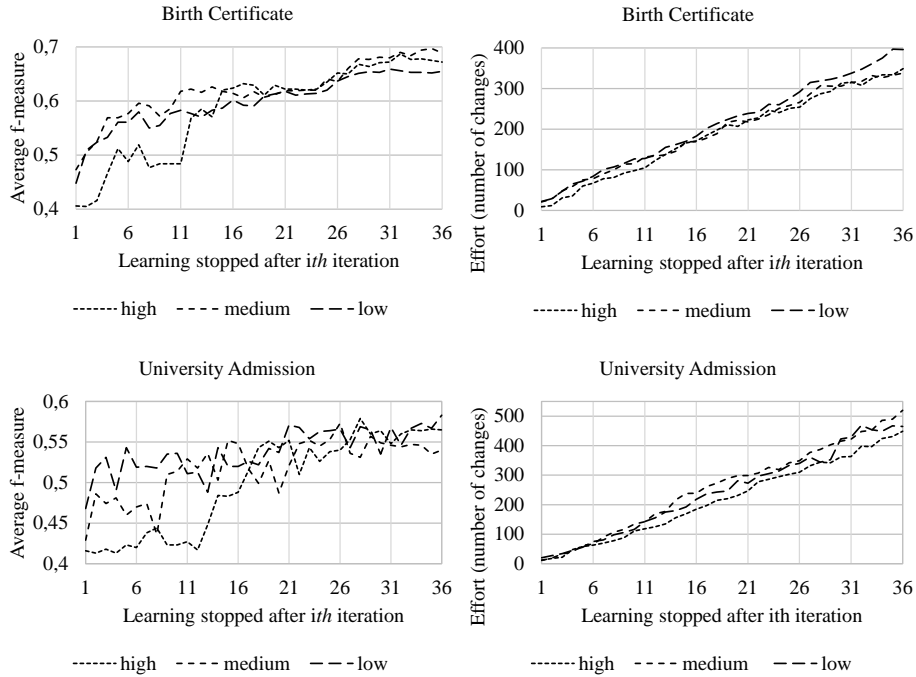 Birth Certificate
Average f-measure
0,7
0,6
0,5
0,4
1 6 11 16 21 26 31 36
Learning stopped after ith iteration
high medium low
Birth Certificate
Effort (number of changes)
400
300
200
100
0
1 6 11 16 21 26 31 36
Learning stopped after ith iteration
high medium low
University Admission
Average f-measure
0,6
0,55
0,5
0,45
0,4
1 6 11 16 21 26 31 36
Learning stopped after ith iteration
high medium low
University Admission
Effort (number of changes)
500
400
300
200
100
0
1 6 11 16 21 26 31 36
Learning stopped after ith iteration
high medium low